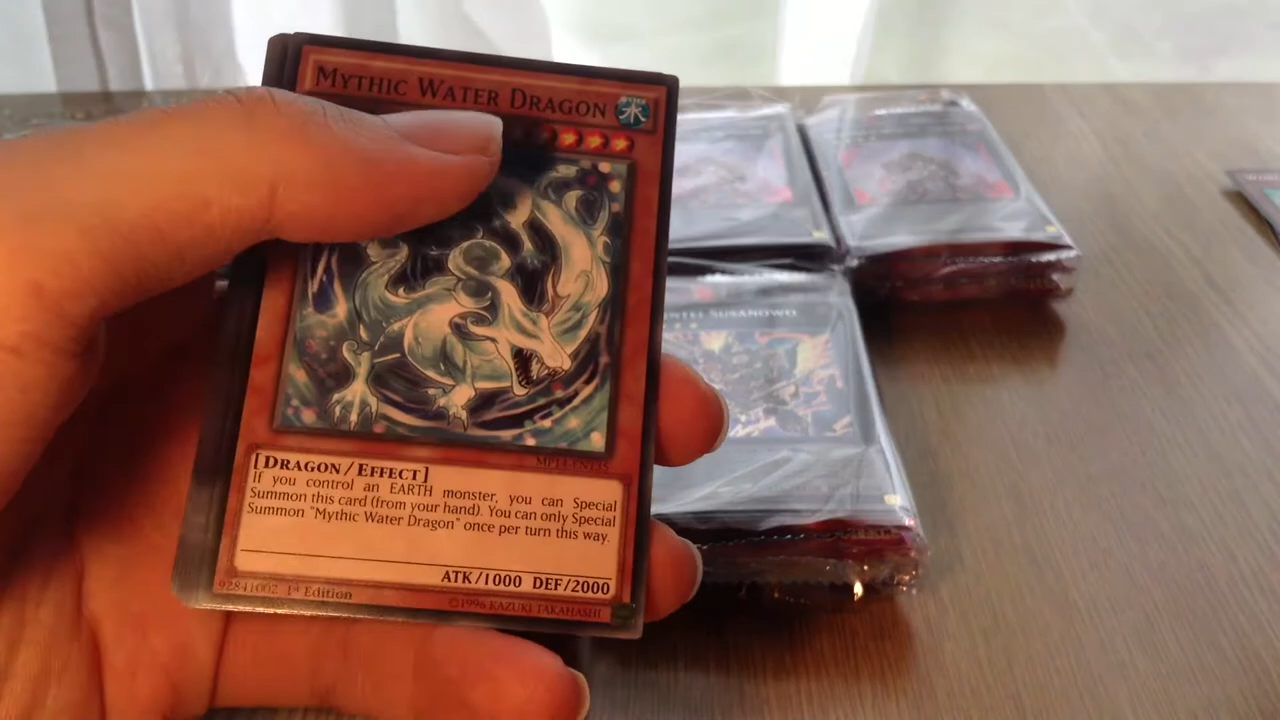 MYTHIC WATER DRAGON
水
[DRAGON/EFFECT]
If you control an EARTH monster, you can Special
Summon this card (from your hand). You can only Special
Summon "Mythic Water Dragon" once per turn this way.
ATK/1000 DEF/2000
92841002 1st Edition
©1996 KAZUKI TAKAHASHI
SUSANOWO